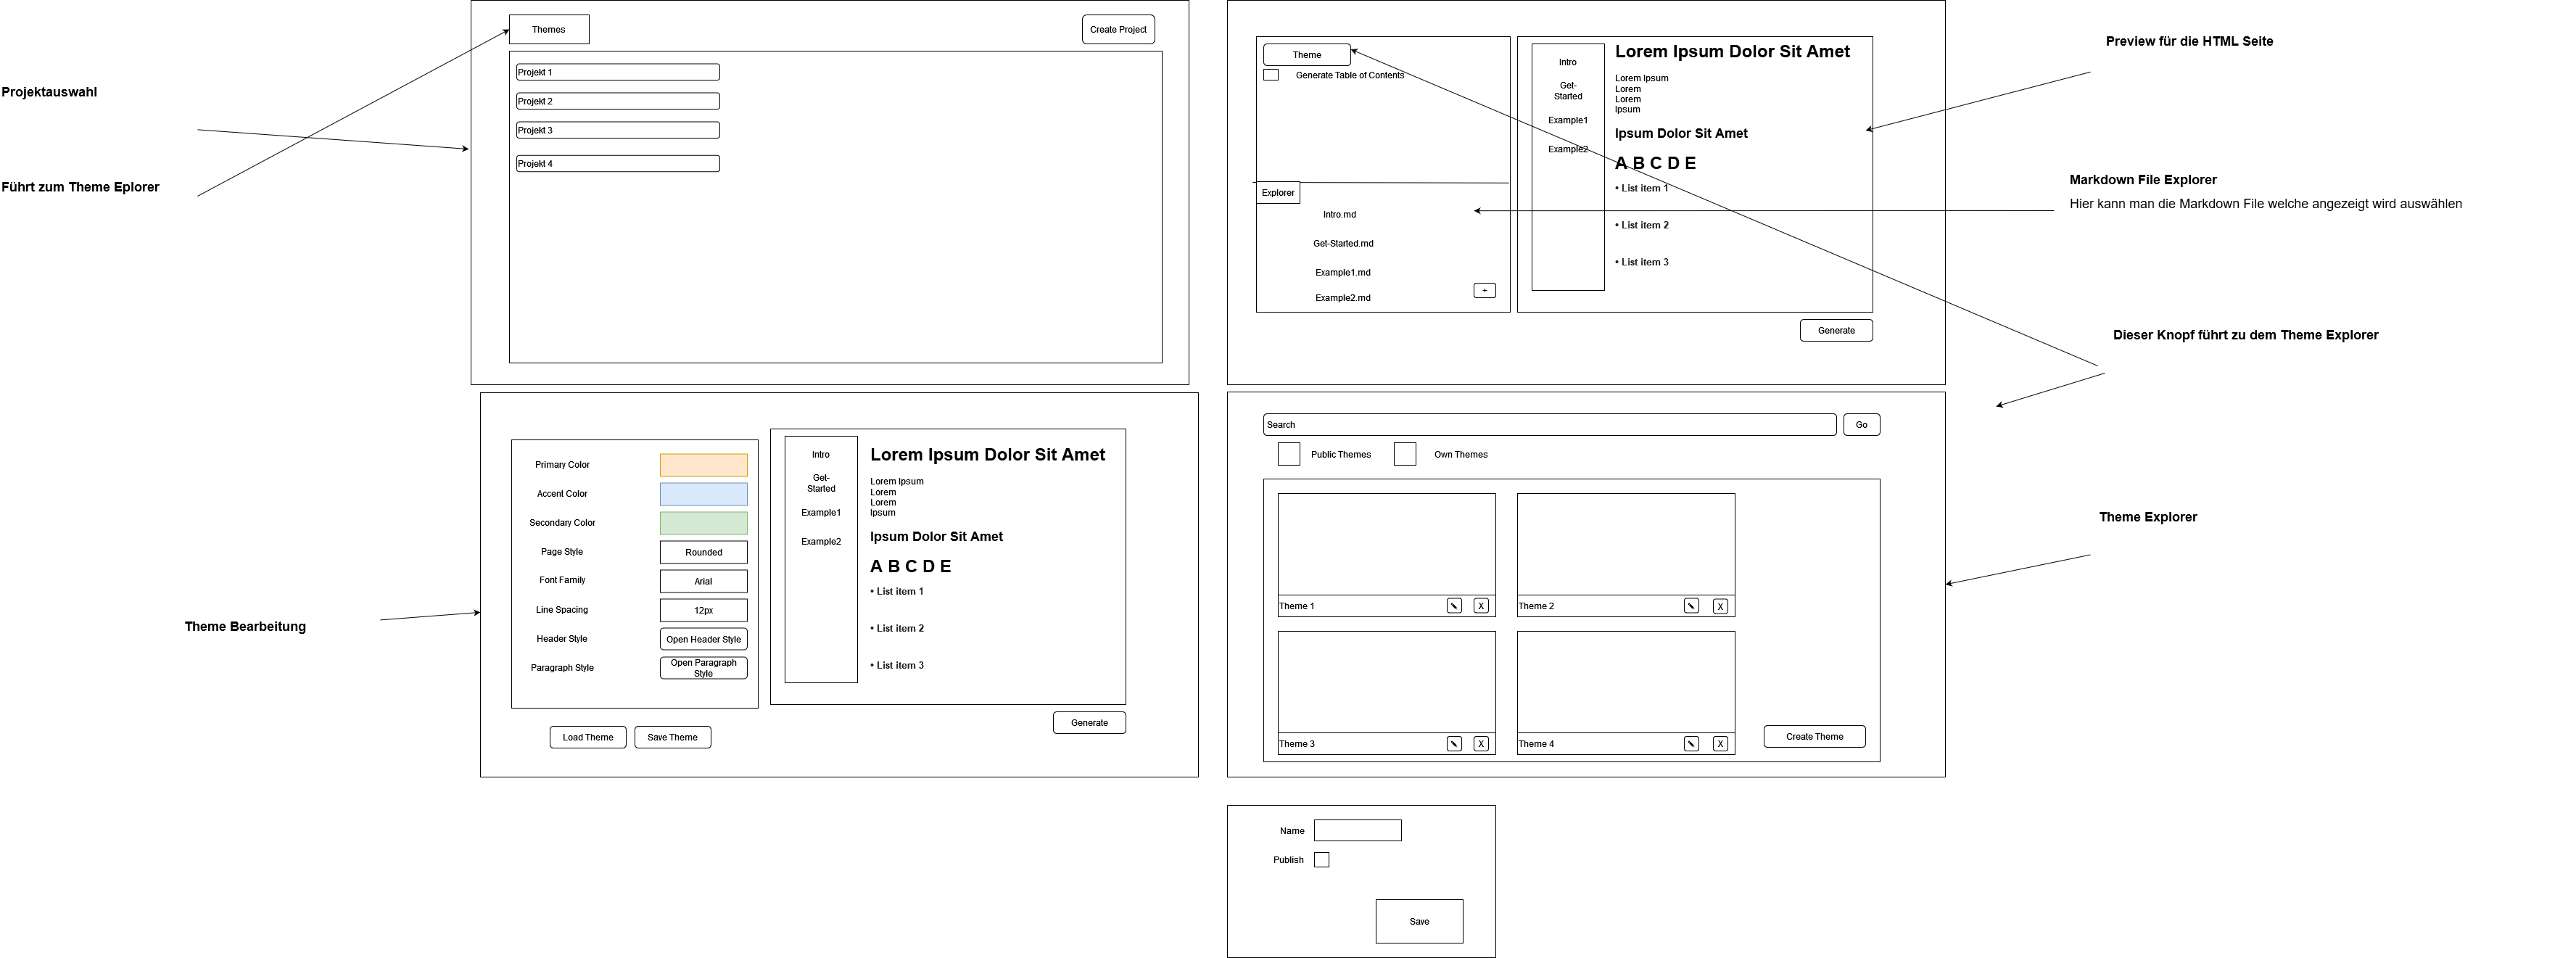 Projektauswahl
Führt zum Theme Eplorer
Themes
Create Project
Projekt 1
Projekt 2
Projekt 3
Projekt 4
Theme
Generate Table of Contents
Explorer
Intro.md
Get-Started.md
Example1.md
Example2.md
+
Intro
Get-
Started
Example1
Example2
Lorem Ipsum Dolor Sit Amet
Lorem Ipsum
Lorem
Lorem
Ipsum
Ipsum Dolor Sit Amet
A B C D E
• List item 1
• List item 2
• List item 3
Generate
Preview für die HTML Seite
Markdown File Explorer
Hier kann man die Markdown File welche angezeigt wird auswählen
Dieser Knopf führt zu dem Theme Explorer
Theme Bearbeitung
Primary Color
Accent Color
Secondary Color
Page Style
Rounded
Font Family
Arial
Line Spacing
12px
Header Style
Open Header Style
Paragraph Style
Open Paragraph
Style
Load Theme
Save Theme
Intro
Get-
Started
Example1
Example2
Lorem Ipsum Dolor Sit Amet
Lorem Ipsum
Lorem
Lorem
Ipsum
Ipsum Dolor Sit Amet
A B C D E
• List item 1
• List item 2
• List item 3
Generate
Search
Go
Public Themes
Own Themes
Theme 1
X
Theme 2
X
Theme 3
X
Theme 4
X
Create Theme
Theme Explorer
Name
Publish
Save